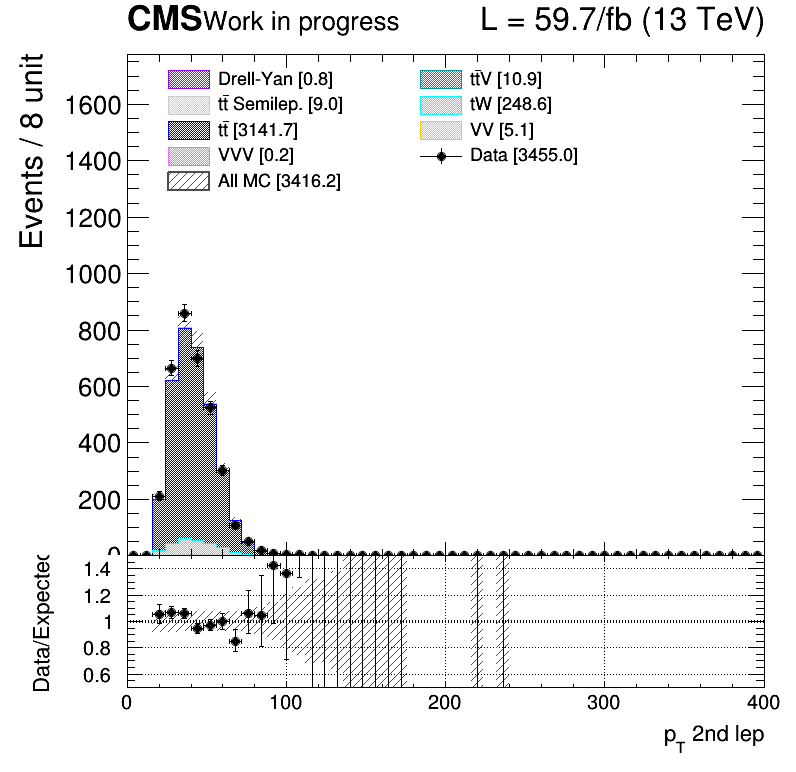 CMS Work in progress L = 59.7/fb (13 TeV)
Events / 8 unit
1600
1400
1200
1000
800
600
400
200
0
Drell-Yan [0.8]
tt̄ Semilep. [9.0]
tt̄ [3141.7]
VVV [0.2]
All MC [3416.2]
tt̄V [10.9]
tW [248.6]
VV [5.1]
Data [3455.0]
Data/Expected
1.4
1.2
1
0.8
0.6
0 100 200 300 400
p_T 2nd lep